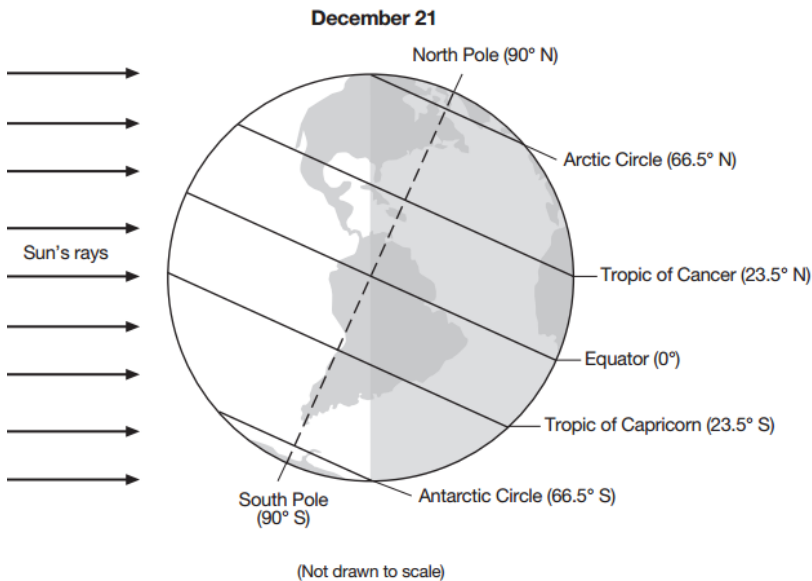 December 21
North Pole (90° N)
Arctic Circle (66.5° N)
Sun's rays
Tropic of Cancer (23.5° N)
Equator (0°)
Tropic of Capricorn (23.5° S)
Antarctic Circle (66.5° S)
South Pole
(90° S)
(Not drawn to scale)